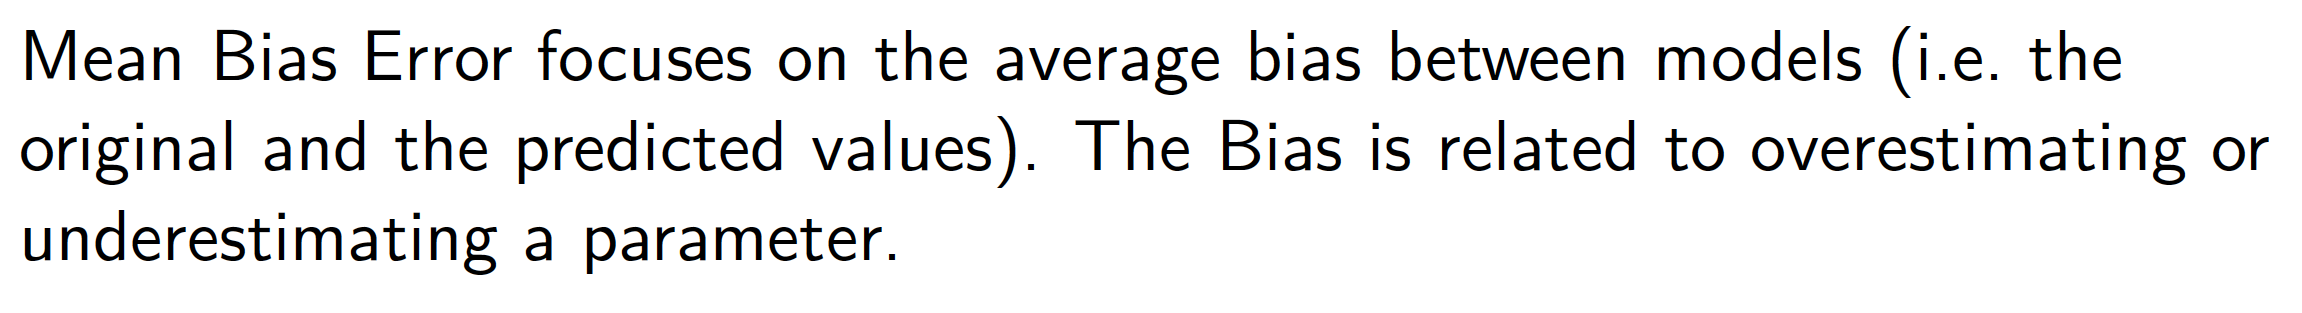 Mean Bias Error focuses on the average bias between models (i.e. the
original and the predicted values). The Bias is related to overestimating or
underestimating a parameter.